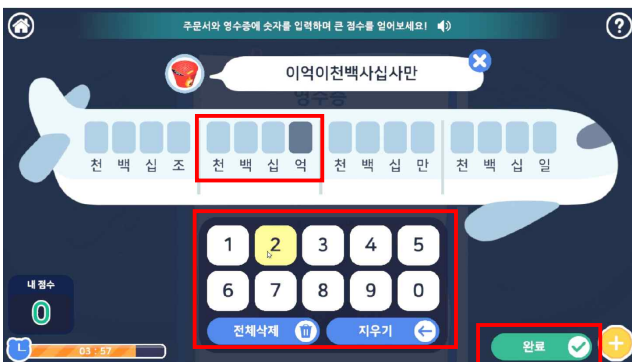 주문서와 영수증에 숫자를 입력하며 큰 점수를 얻어보세요!
?
이억이천백사십사만
영수증
천 백 십 조 천 백 십 억 천 백 십 만 천 백 십 일
1 2 3 4 5
6 7 8 9 0
전체삭제 지우기
내 점수
0
03 : 57
완료